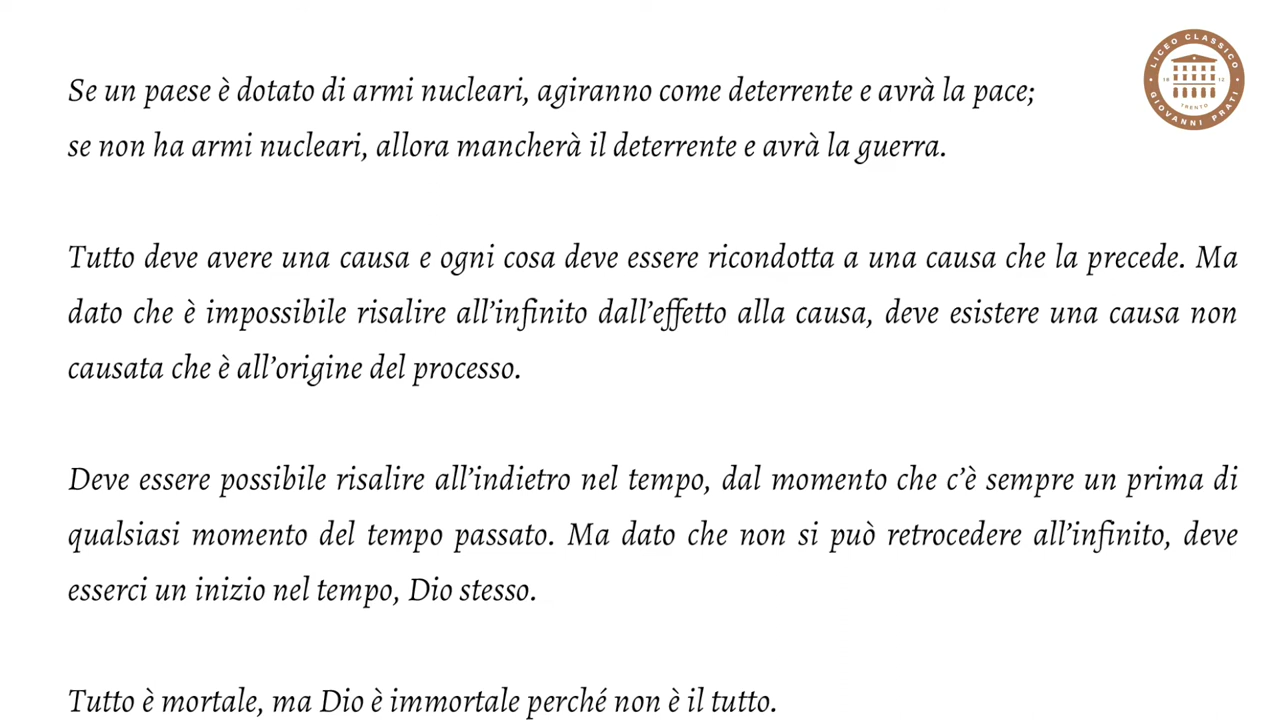 LICEO CLASSICO
18 12
TRENTO
GIOVANNI PRATI
Se un paese è dotato di armi nucleari, agiranno come deterrente e avrà la pace;
se non ha armi nucleari, allora mancherà il deterrente e avrà la guerra.
Tutto deve avere una causa e ogni cosa deve essere ricondotta a una causa che la precede. Ma
dato che è impossibile risalire all’infinito dall’effetto alla causa, deve esistere una causa non
causata che è all’origine del processo.
Deve essere possibile risalire all’indietro nel tempo, dal momento che c’è sempre un prima di
qualsiasi momento del tempo passato. Ma dato che non si può retrocedere all’infinito, deve
esserci un inizio nel tempo, Dio stesso.
Tutto è mortale, ma Dio è immortale perché non è il tutto.